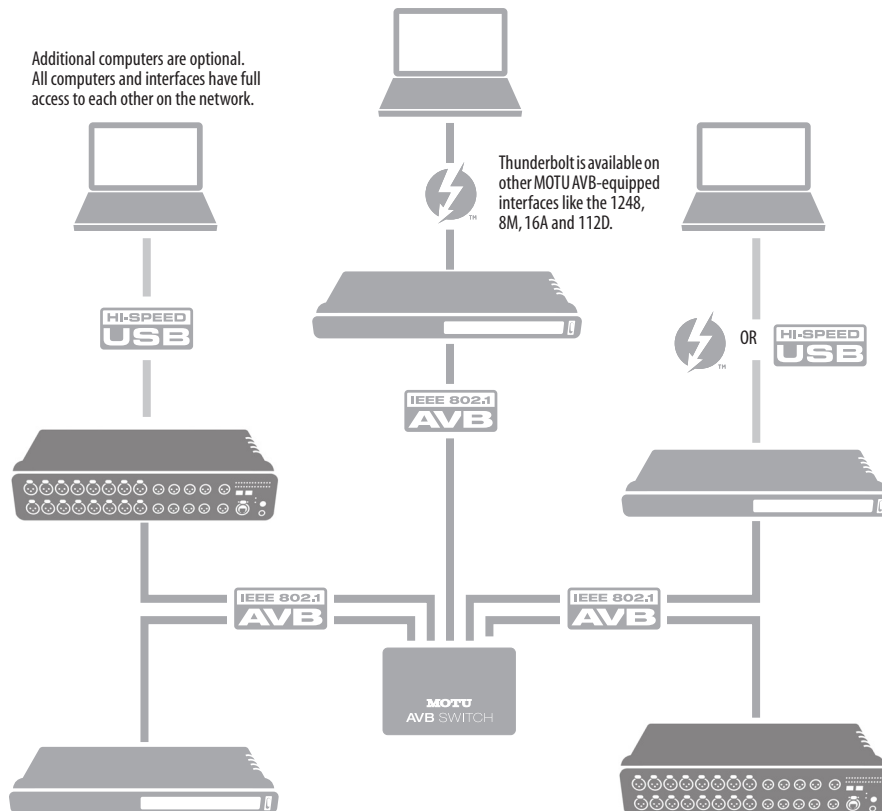 Additional computers are optional.
All computers and interfaces have full
access to each other on the network.
Thunderbolt is available on
other MOTU AVB-equipped
interfaces like the 1248,
8M, 16A and 112D.
TM
HI-SPEED
USB
TM
OR
HI-SPEED
USB
IEEE 802.1
AVB
IEEE 802.1
AVB
IEEE 802.1
AVB
MOTU
AVB SWITCH